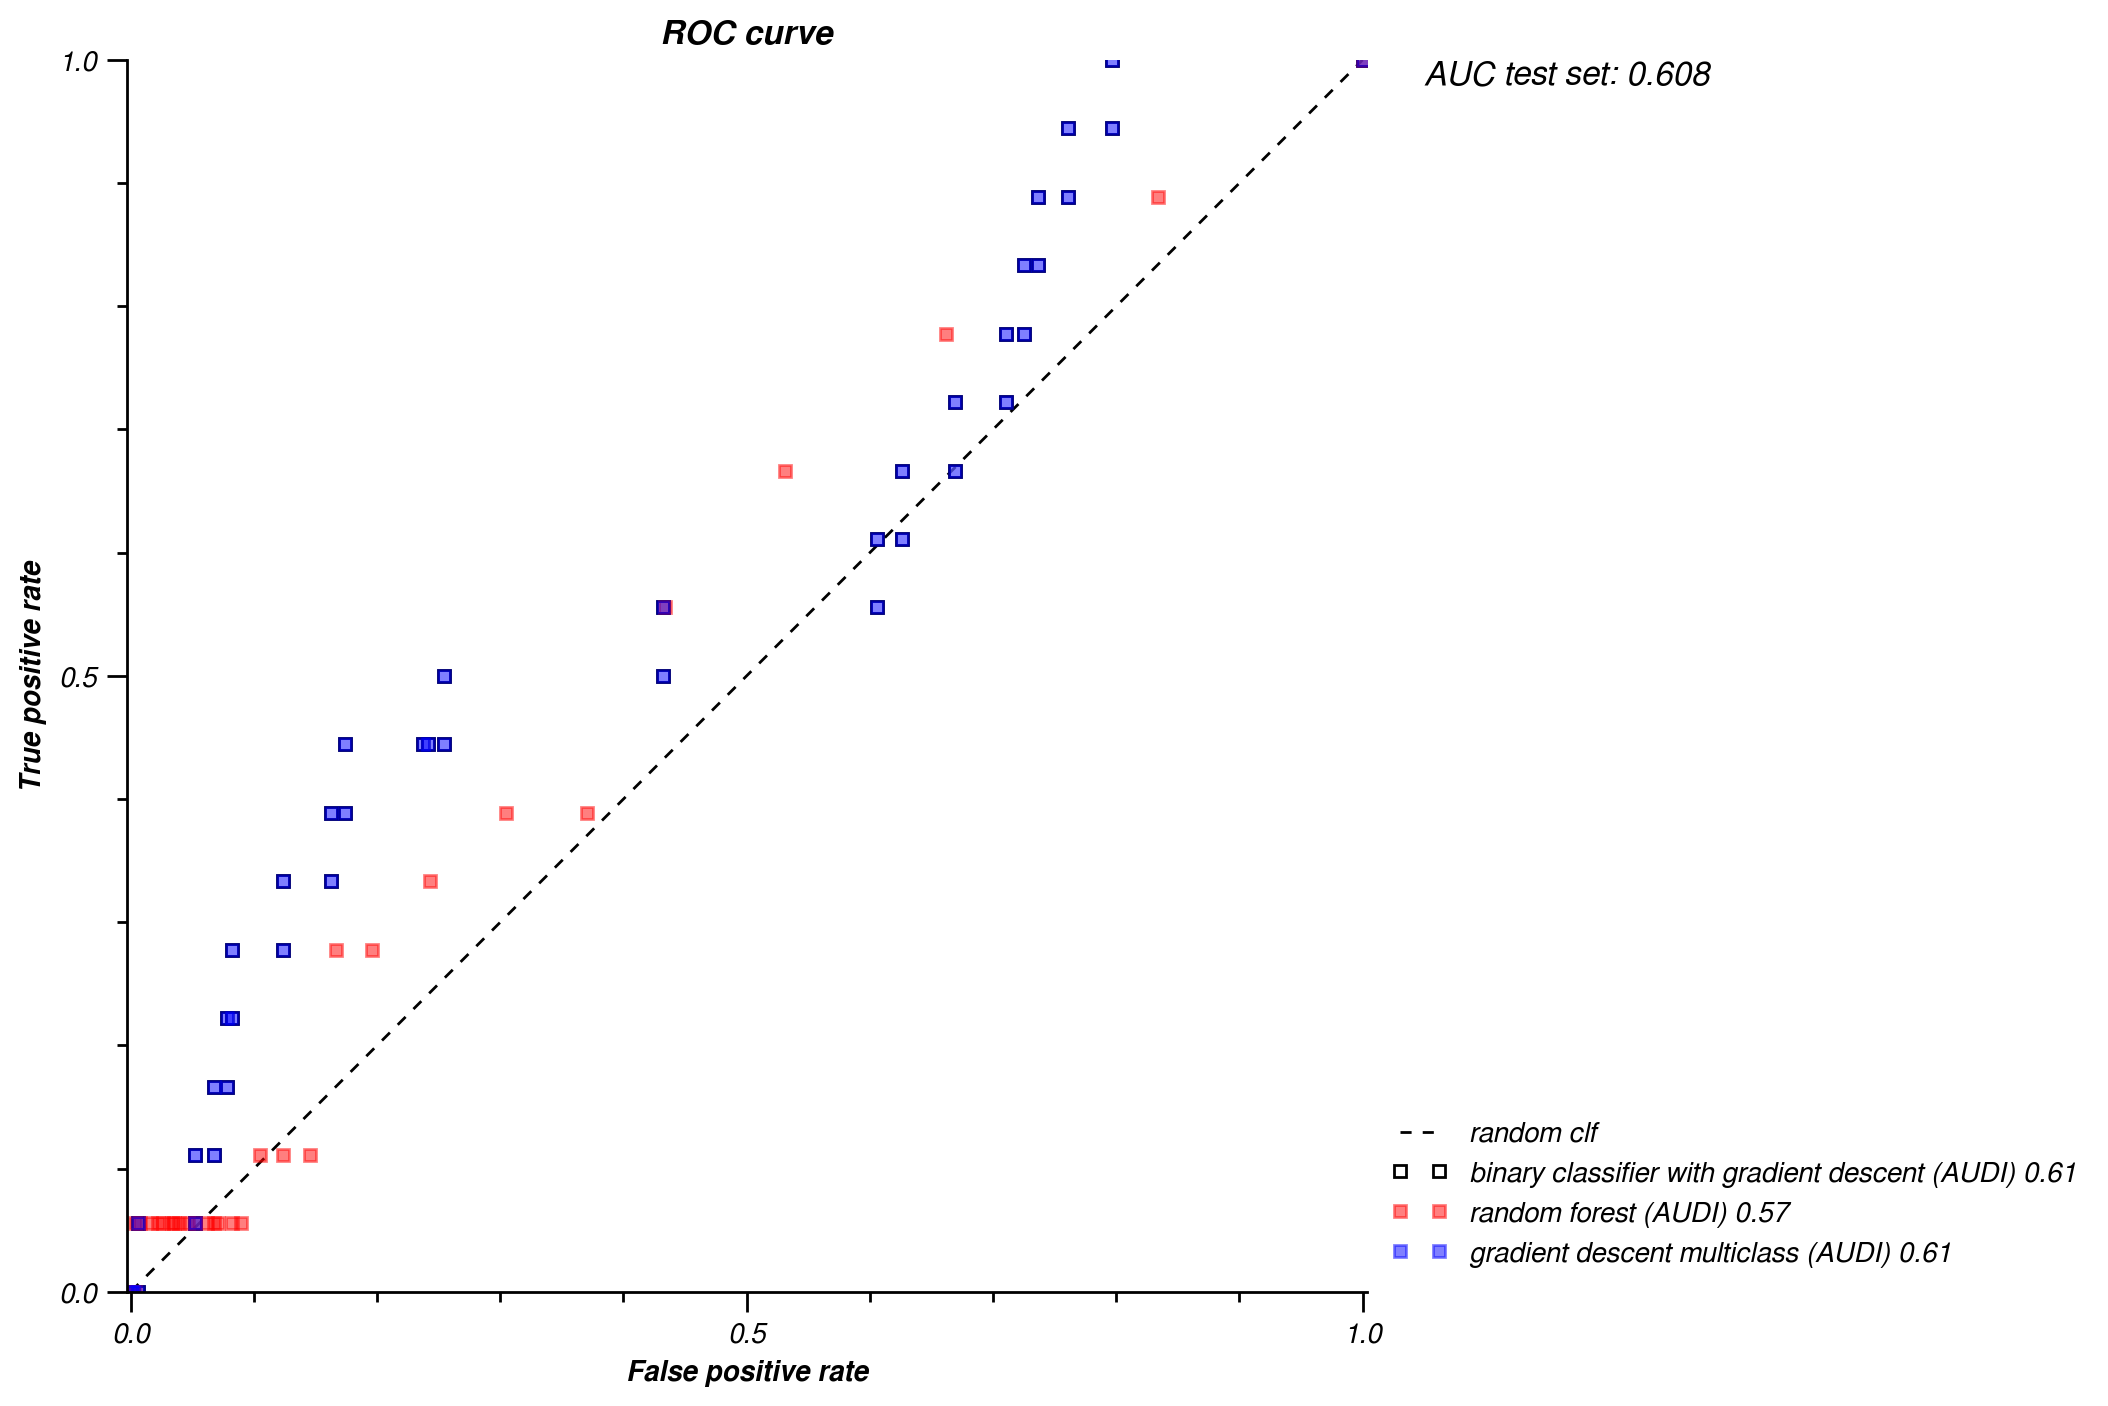 ROC curve
AUC test set: 0.608
1.0
0.5
0.0
True positive rate
0.0
0.5
1.0
False positive rate
random clf
binary classifier with gradient descent (AUDI) 0.61
random forest (AUDI) 0.57
gradient descent multiclass (AUDI) 0.61